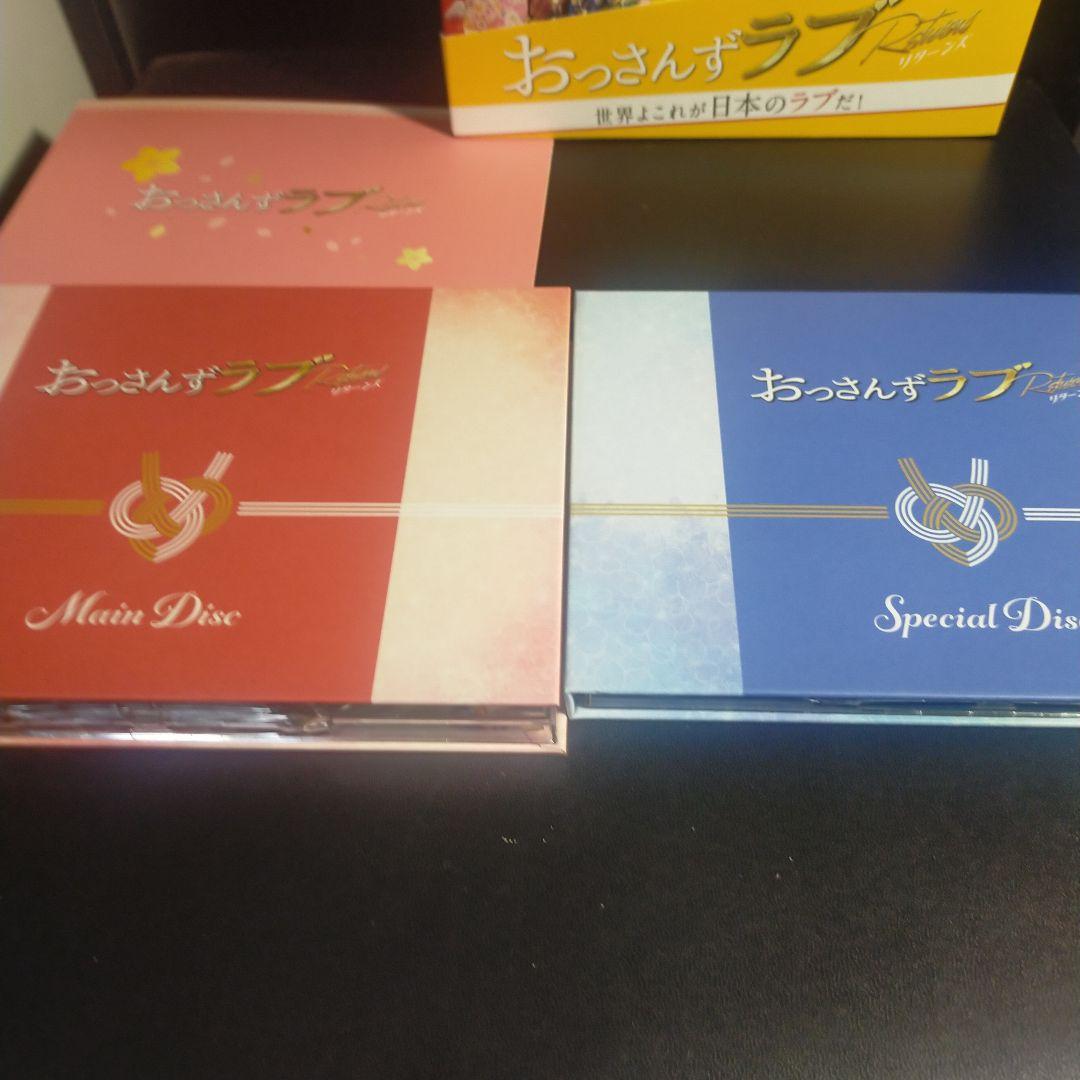 おっさんずラブ Returns
リターンズ
世界よこれが日本のラブだ!
おっさんずラブ
リターンズ
おっさんずラブ Returns
リターンズ
Main Disc
おっさんずラブ
Special Disc